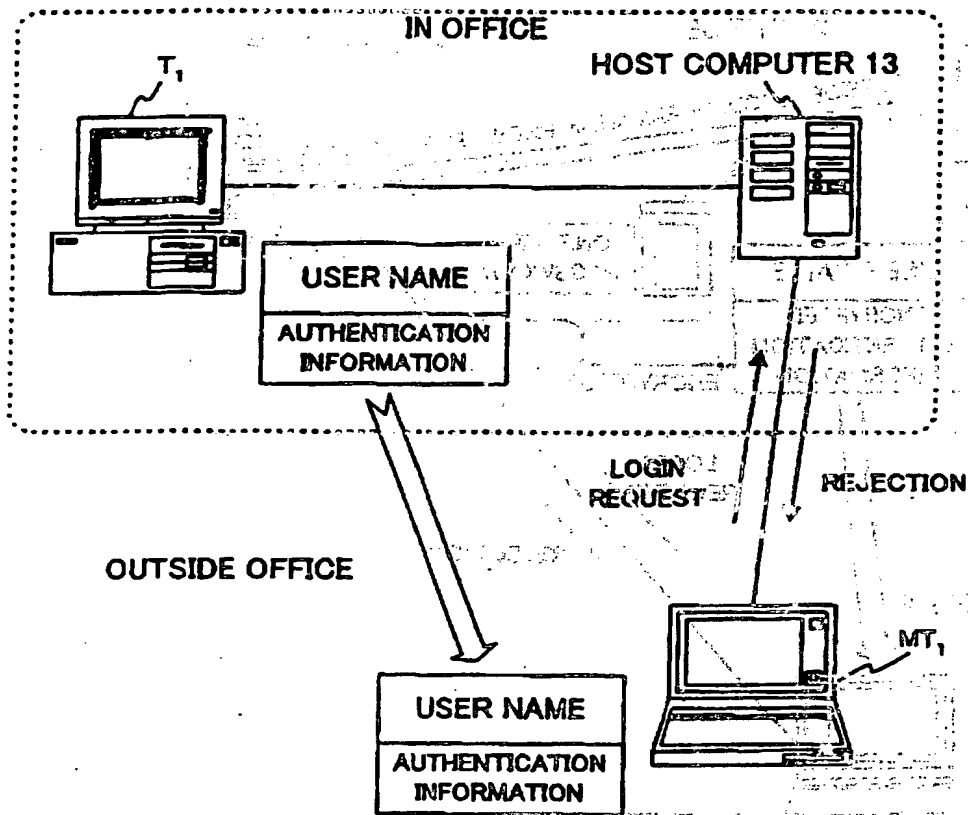 IN OFFICE
T₁
HOST COMPUTER 13
USER NAME
AUTHENTICATION
INFORMATION
LOGIN
REQUEST
REJECTION
OUTSIDE OFFICE
MT₁
USER NAME
AUTHENTICATION
INFORMATION